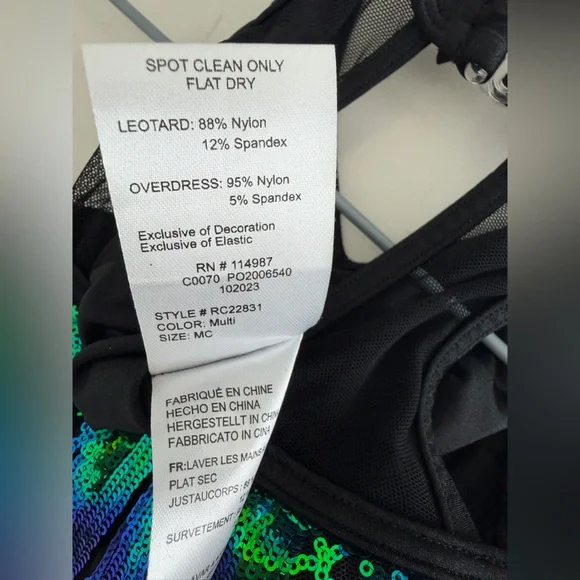 SPOT CLEAN ONLY
FLAT DRY
LEOTARD: 88% Nylon
12% Spandex
OVERDRESS: 95% Nylon
5% Spandex
Exclusive of Decoration
Exclusive of Elastic
RN # 114987
C0070 PO2006540
102023
STYLE # RC22831
COLOR: Multi
SIZE: MC
FABRIQUÉ EN CHINE
HECHO EN CHINA
HERGESTELLT IN
FABBRICATO IN CINA
FR:LAVER LES MAINS
PLAT SEC
JUSTAUCORPS:
SURVETEMENT: